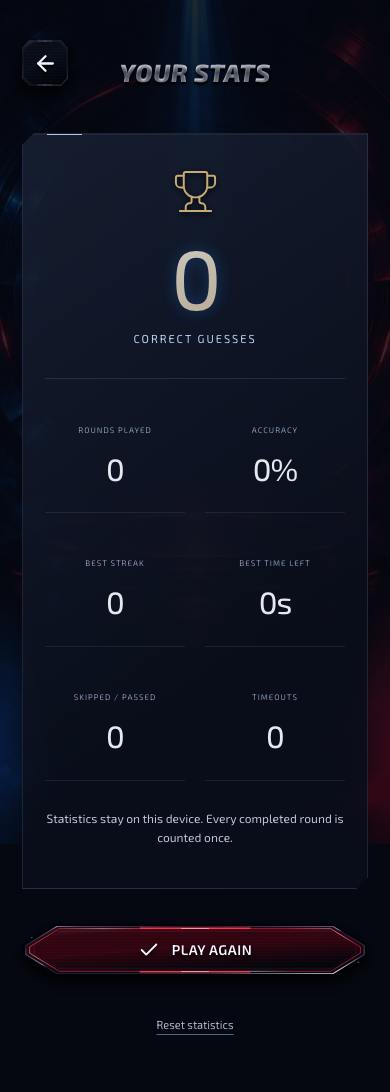 YOUR STATS
0
CORRECT GUESSES
ROUNDS PLAYED
0
ACCURACY
0%
BEST STREAK
0
BEST TIME LEFT
0s
SKIPPED / PASSED
0
TIMEOUTS
0
Statistics stay on this device. Every completed round is
counted once.
PLAY AGAIN
Reset statistics